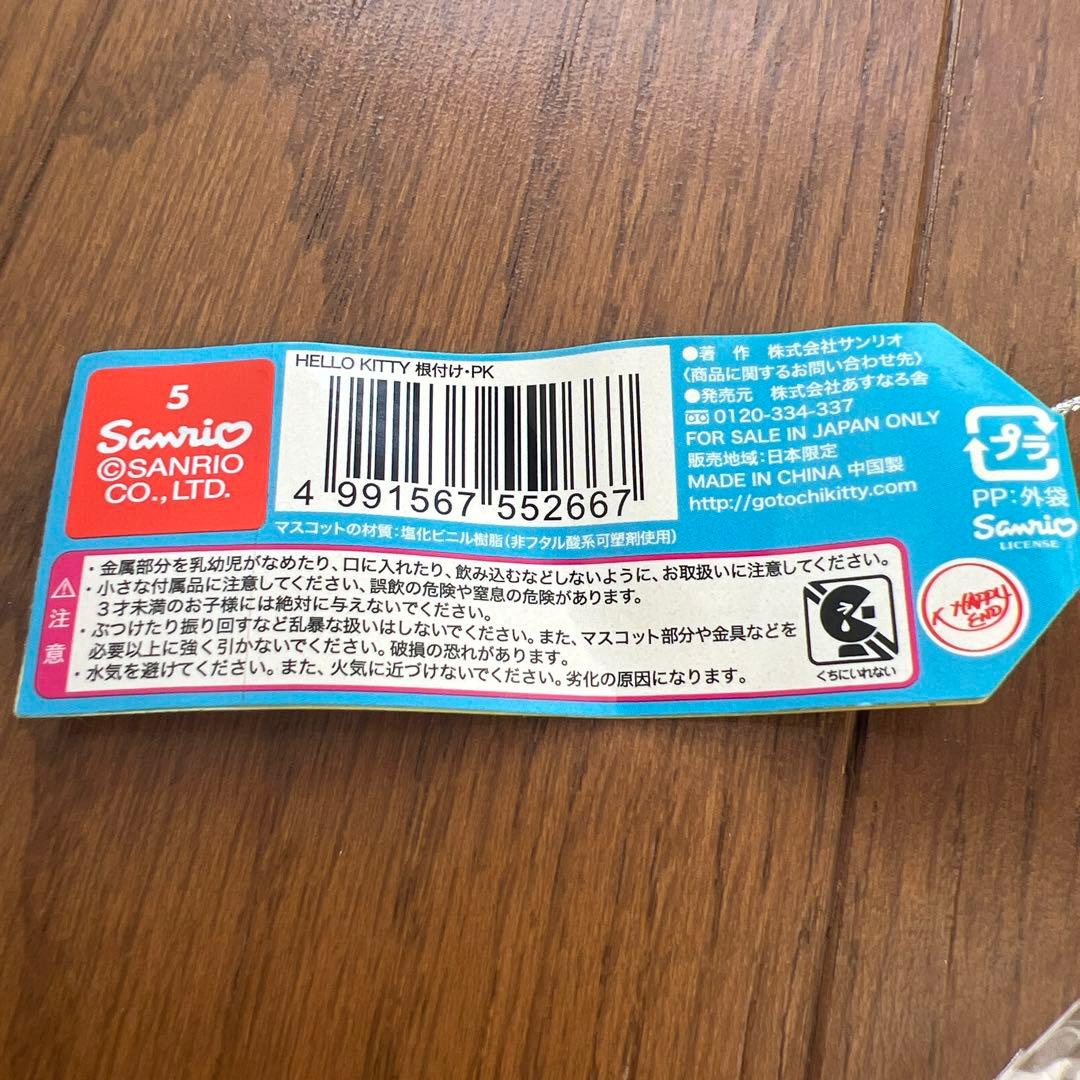 5
Sanrio
©SANRIO
CO.,LTD.
HELLO KITTY 根付け・PK
4 991567 552667
マスコットの材質：塩化ビニル樹脂（非フタル酸系可塑剤使用）
●著　作　株式会社サンリオ
〈商品に関するお問い合わせ先〉
●発売元　株式会社あすなろ舎
0120-334-337
FOR SALE IN JAPAN ONLY
販売地域：日本限定
MADE IN CHINA 中国製
http://gotochikitty.com
プラ
PP：外袋
Sanrio
LICENSE
HAPPY
END
注意
・金属部分を乳幼児がなめたり、口に入れたり、飲み込むなどしないように、お取扱いに注意してください。
・小さな付属品に注意してください、誤飲の危険や窒息の危険があります。
３才未満のお子様には絶対に与えないでください。
・ぶつけたり振り回すなど乱暴な扱いはしないでください。また、マスコット部分や金具などを
必要以上に強く引かないでください。破損の恐れがあります。
・水気を避けてください。また、火気に近づけないでください。劣化の原因になります。
くちにいれない